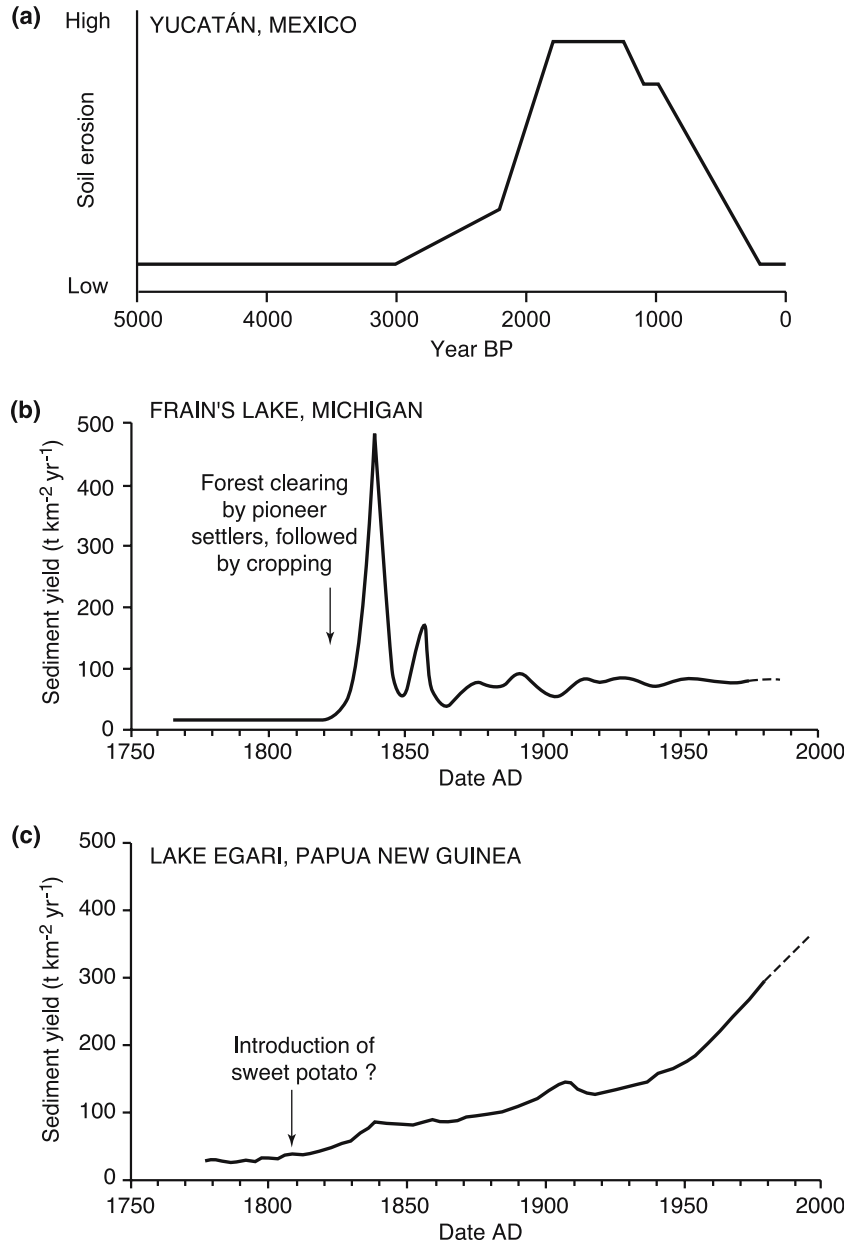 (a)
High
YUCATÁN, MEXICO
Soil erosion
Low
5000 4000 3000 2000 1000 0
Year BP
(b)
FRAIN'S LAKE, MICHIGAN
500
400
300
200
100
0
Sediment yield (t km⁻² yr⁻¹)
Forest clearing
by pioneer
settlers, followed
by cropping
1750 1800 1850 1900 1950 2000
Date AD
(c)
LAKE EGARI, PAPUA NEW GUINEA
500
400
300
200
100
0
Sediment yield (t km⁻² yr⁻¹)
Introduction of
sweet potato ?
1750 1800 1850 1900 1950 2000
Date AD